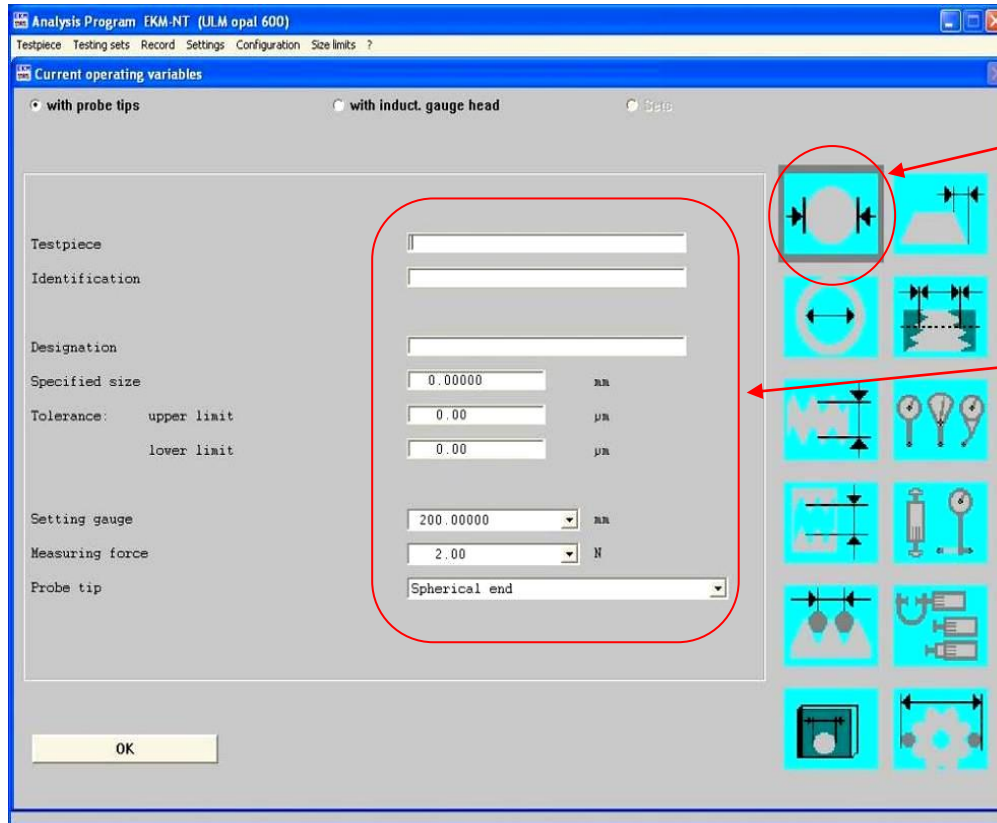 Analysis Program EKM-NT (ULM opal 600)
Testpiece Testing sets Record Settings Configuration Size limits ?
Current operating variables
with probe tips with induct. gauge head Sets
Testpiece
Identification
Designation
Specified size 0.00000 mm
Tolerance: upper limit 0.00 µm
lower limit 0.00 µm
Setting gauge 200.00000 mm
Measuring force 2.00 N
Probe tip Spherical end
OK